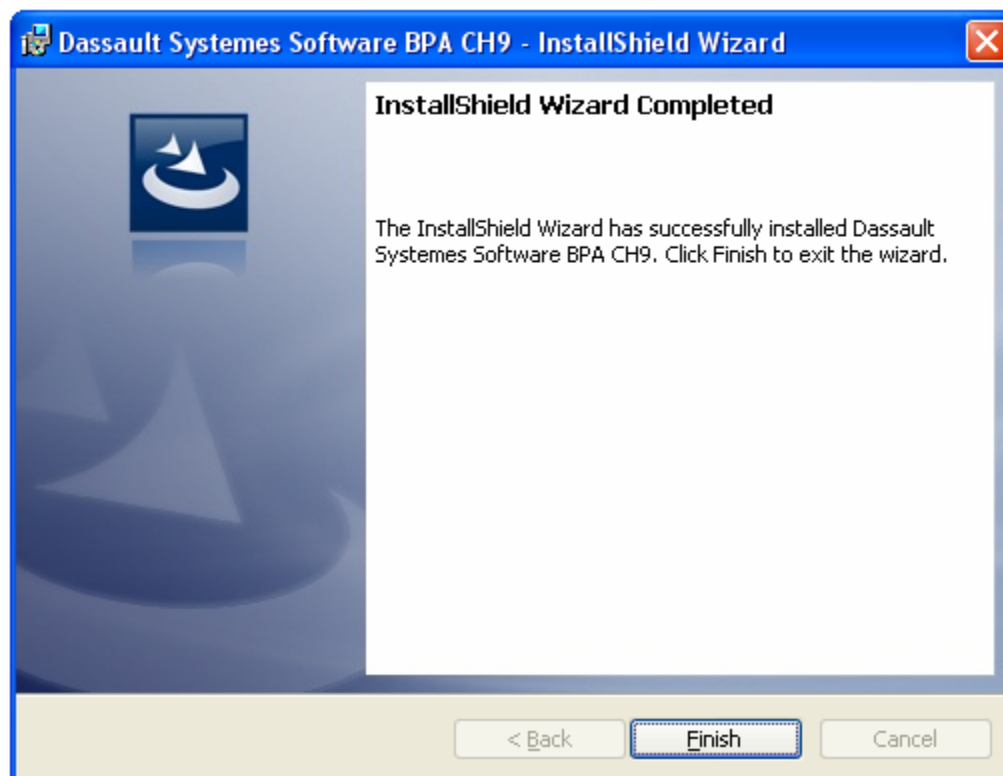 Dassault Systemes Software BPA CH9 - InstallShield Wizard
InstallShield Wizard Completed
The InstallShield Wizard has successfully installed Dassault
Systemes Software BPA CH9. Click Finish to exit the wizard.
< Back
Finish
Cancel